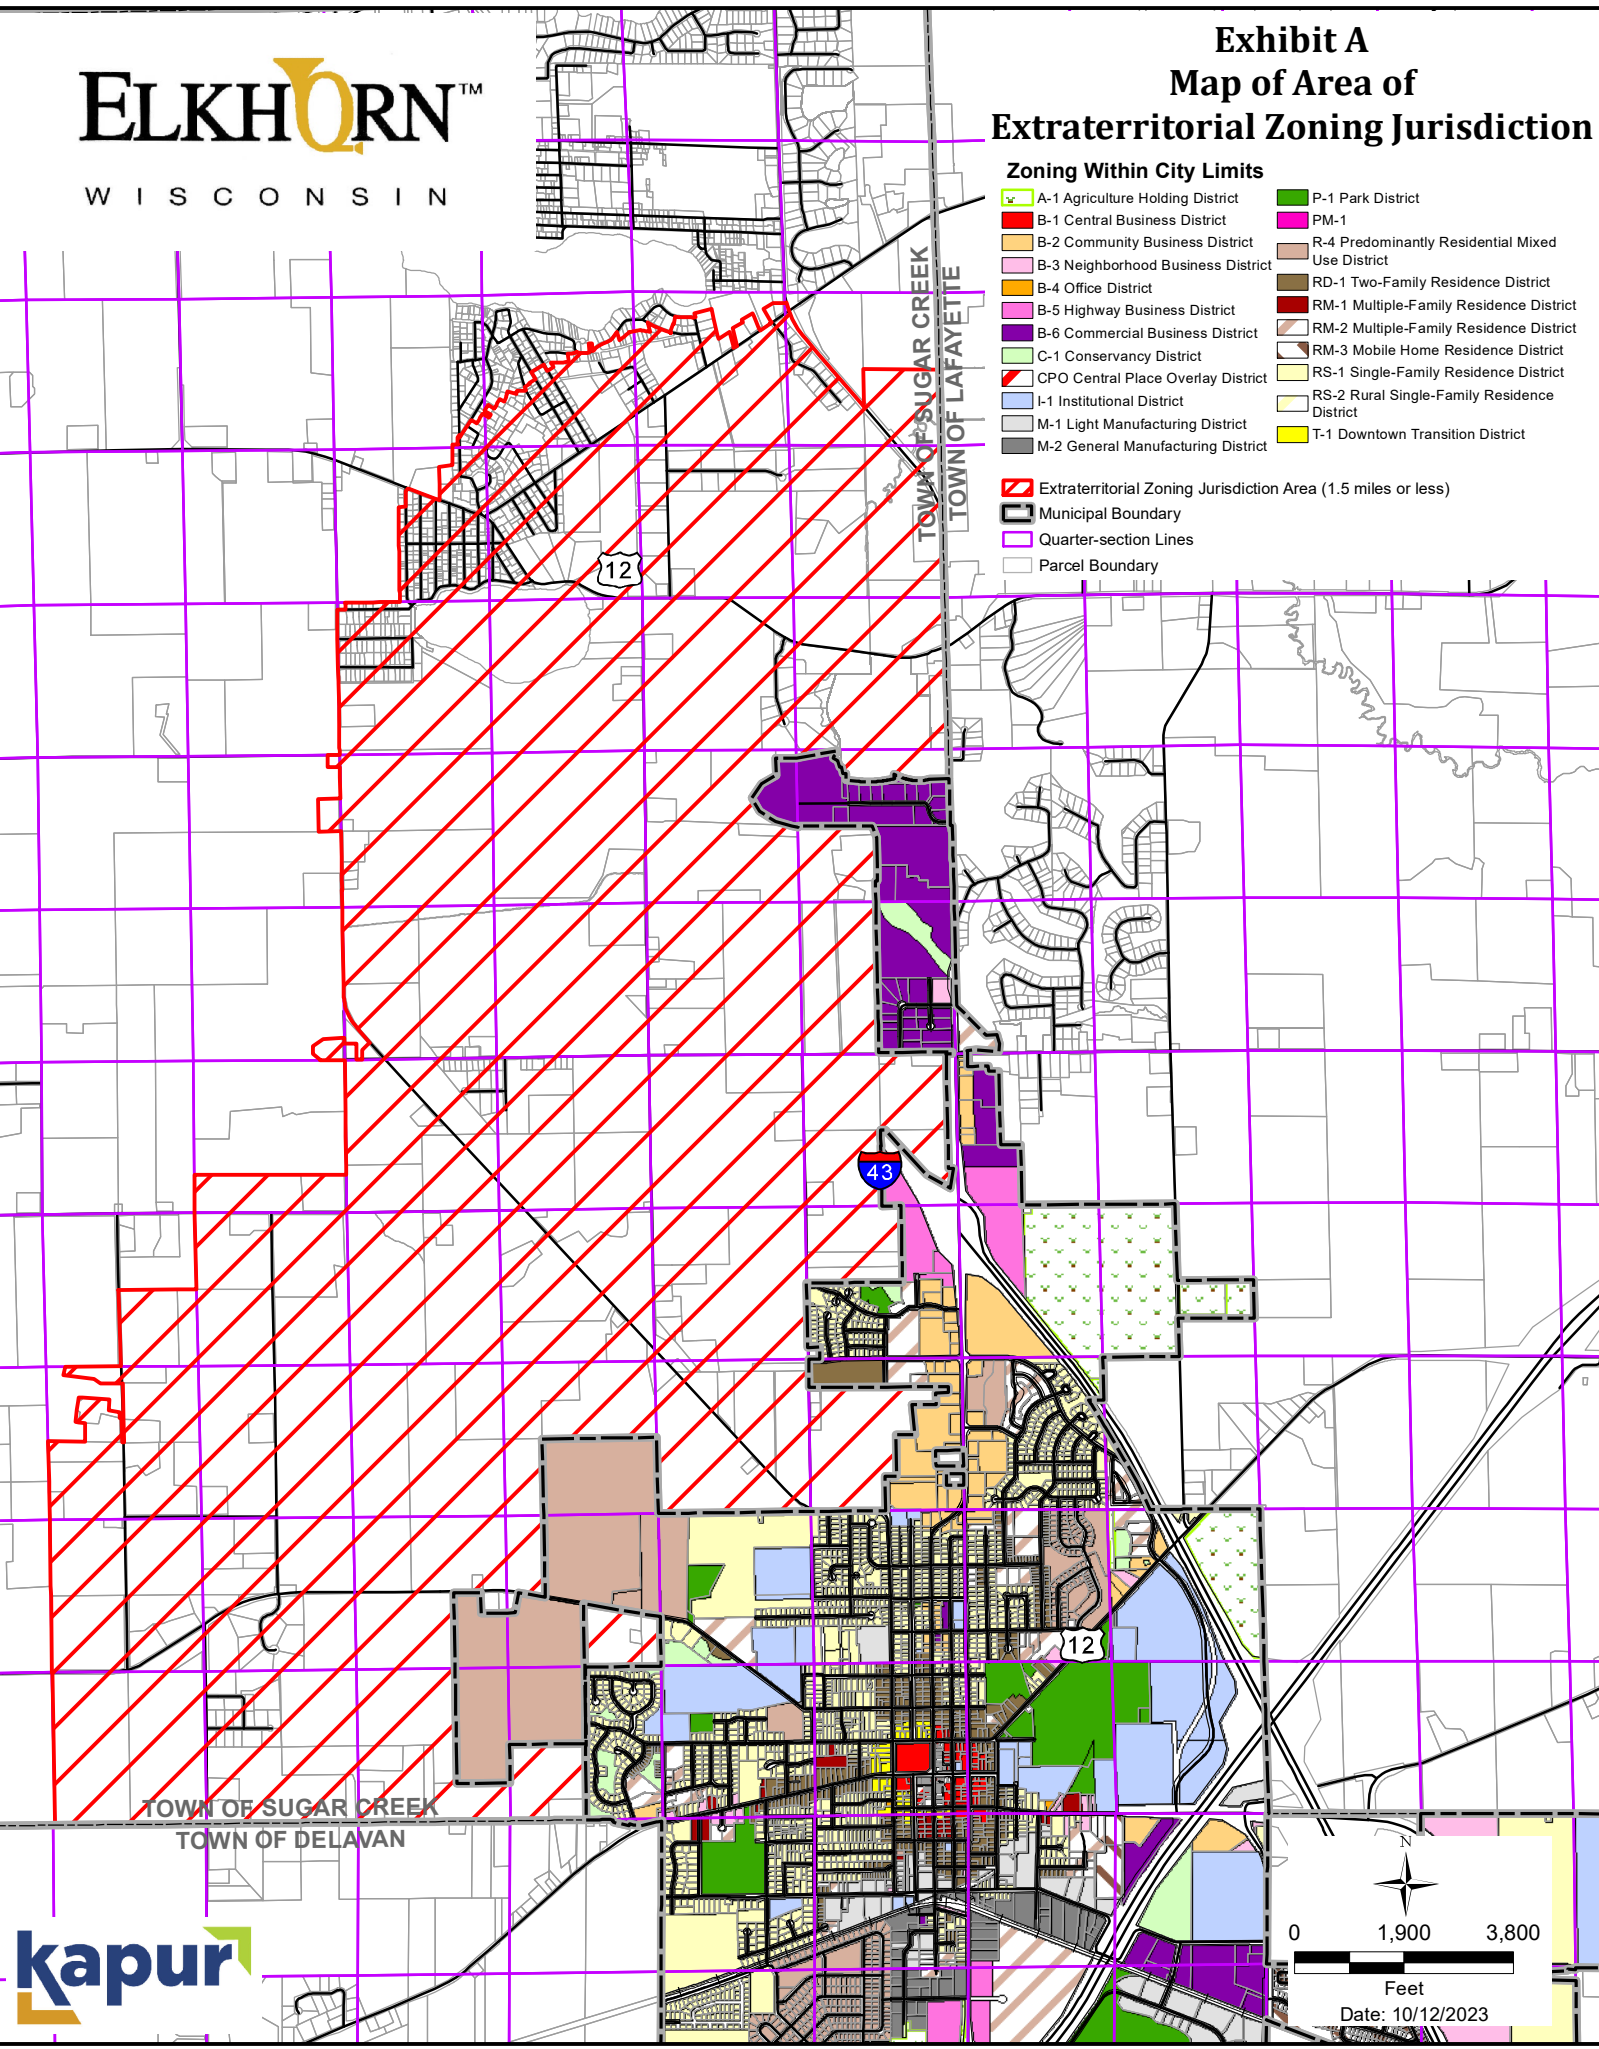 ELKHORN™
WISCONSIN
Exhibit A
Map of Area of
Extraterritorial Zoning Jurisdiction
Zoning Within City Limits
A-1 Agriculture Holding District
B-1 Central Business District
B-2 Community Business District
B-3 Neighborhood Business District
B-4 Office District
B-5 Highway Business District
B-6 Commercial Business District
C-1 Conservancy District
CPO Central Place Overlay District
I-1 Institutional District
M-1 Light Manufacturing District
M-2 General Manufacturing District
P-1 Park District
PM-1
R-4 Predominantly Residential Mixed
Use District
RD-1 Two-Family Residence District
RM-1 Multiple-Family Residence District
RM-2 Multiple-Family Residence District
RM-3 Mobile Home Residence District
RS-1 Single-Family Residence District
RS-2 Rural Single-Family Residence
District
T-1 Downtown Transition District
Extraterritorial Zoning Jurisdiction Area (1.5 miles or less)
Municipal Boundary
Quarter-section Lines
Parcel Boundary
TOWN OF SUGAR CREEK
TOWN OF LAFAYETTE
12
43
12
TOWN OF SUGAR CREEK
TOWN OF DELAVAN
kapur
N
0 1,900 3,800
Feet
Date: 10/12/2023